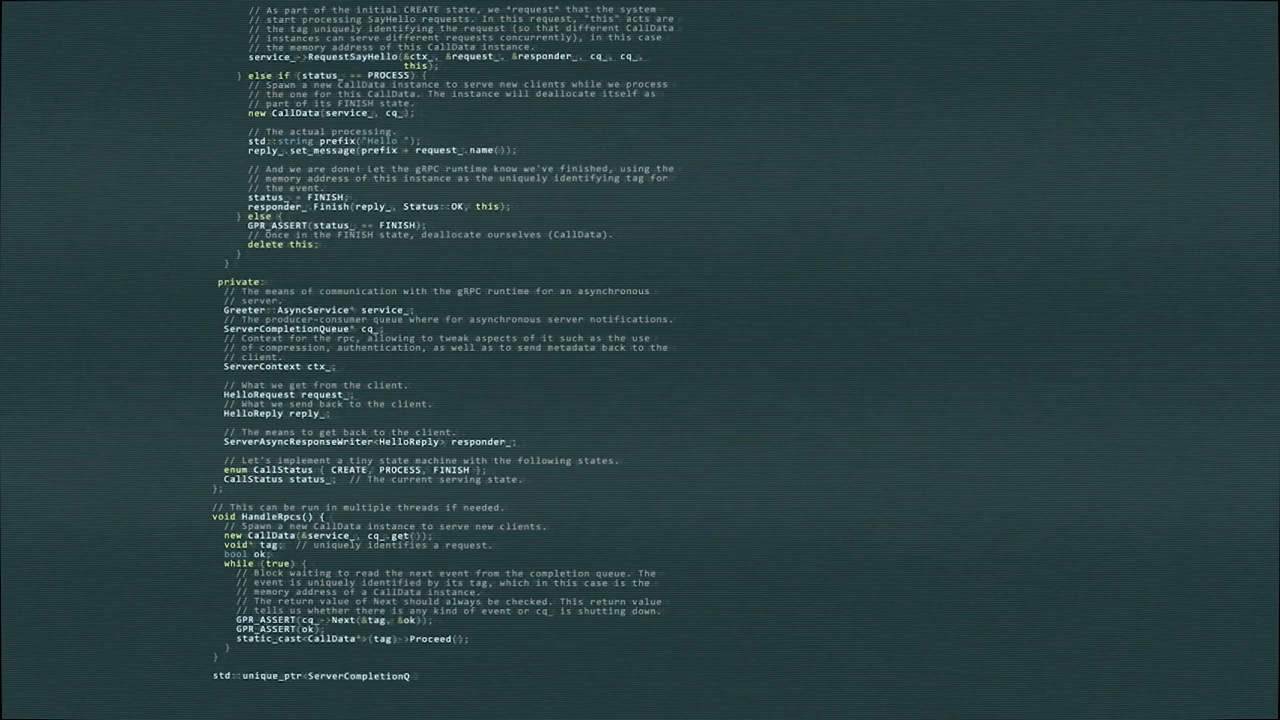 // As part of the initial CREATE state, we *request* that the system
// start processing SayHello requests. In this request, "this" acts are
// the tag uniquely identifying the request (so that different CallData
// instances can serve different requests concurrently), in this case
// the memory address of this CallData instance.
service_->RequestSayHello(&ctx_, &request_, &responder_, cq_, cq_,
this);
} else if (status_ == PROCESS) {
// Spawn a new CallData instance to serve new clients while we process
// the one for this CallData. The instance will deallocate itself as
// part of its FINISH state.
new CallData(service_, cq_);
// The actual processing.
std::string prefix("Hello ");
reply_.set_message(prefix + request_.name());
// And we are done! Let the gRPC runtime know we've finished, using the
// memory address of this instance as the uniquely identifying tag for
// the event.
status_ = FINISH;
responder_.Finish(reply_, Status::OK, this);
} else {
GPR_ASSERT(status_ == FINISH);
// Once in the FINISH state, deallocate ourselves (CallData).
delete this;
}
}
private:
// The means of communication with the gRPC runtime for an asynchronous
// server.
Greeter::AsyncService* service_;
// The producer-consumer queue where for asynchronous server notifications.
ServerCompletionQueue* cq_;
// Context for the rpc, allowing to tweak aspects of it such as the use
// of compression, authentication, as well as to send metadata back to the
// client.
ServerContext ctx_;
// What we get from the client.
HelloRequest request_;
// What we send back to the client.
HelloReply reply_;
// The means to get back to the client.
ServerAsyncResponseWriter<HelloReply> responder_;
// Let's implement a tiny state machine with the following states.
enum CallStatus { CREATE, PROCESS, FINISH };
CallStatus status_;  // The current serving state.
};
// This can be run in multiple threads if needed.
void HandleRpcs() {
// Spawn a new CallData instance to serve new clients.
new CallData(&service_, cq_.get());
void* tag;  // uniquely identifies a request.
bool ok;
while (true) {
// Block waiting to read the next event from the completion queue. The
// event is uniquely identified by its tag, which in this case is the
// memory address of a CallData instance.
// The return value of Next should always be checked. This return value
// tells us whether there is any kind of event or cq_ is shutting down.
GPR_ASSERT(cq_->Next(&tag, &ok));
GPR_ASSERT(ok);
static_cast<CallData*>(tag)->Proceed();
}
}
std::unique_ptr<ServerCompletionQ